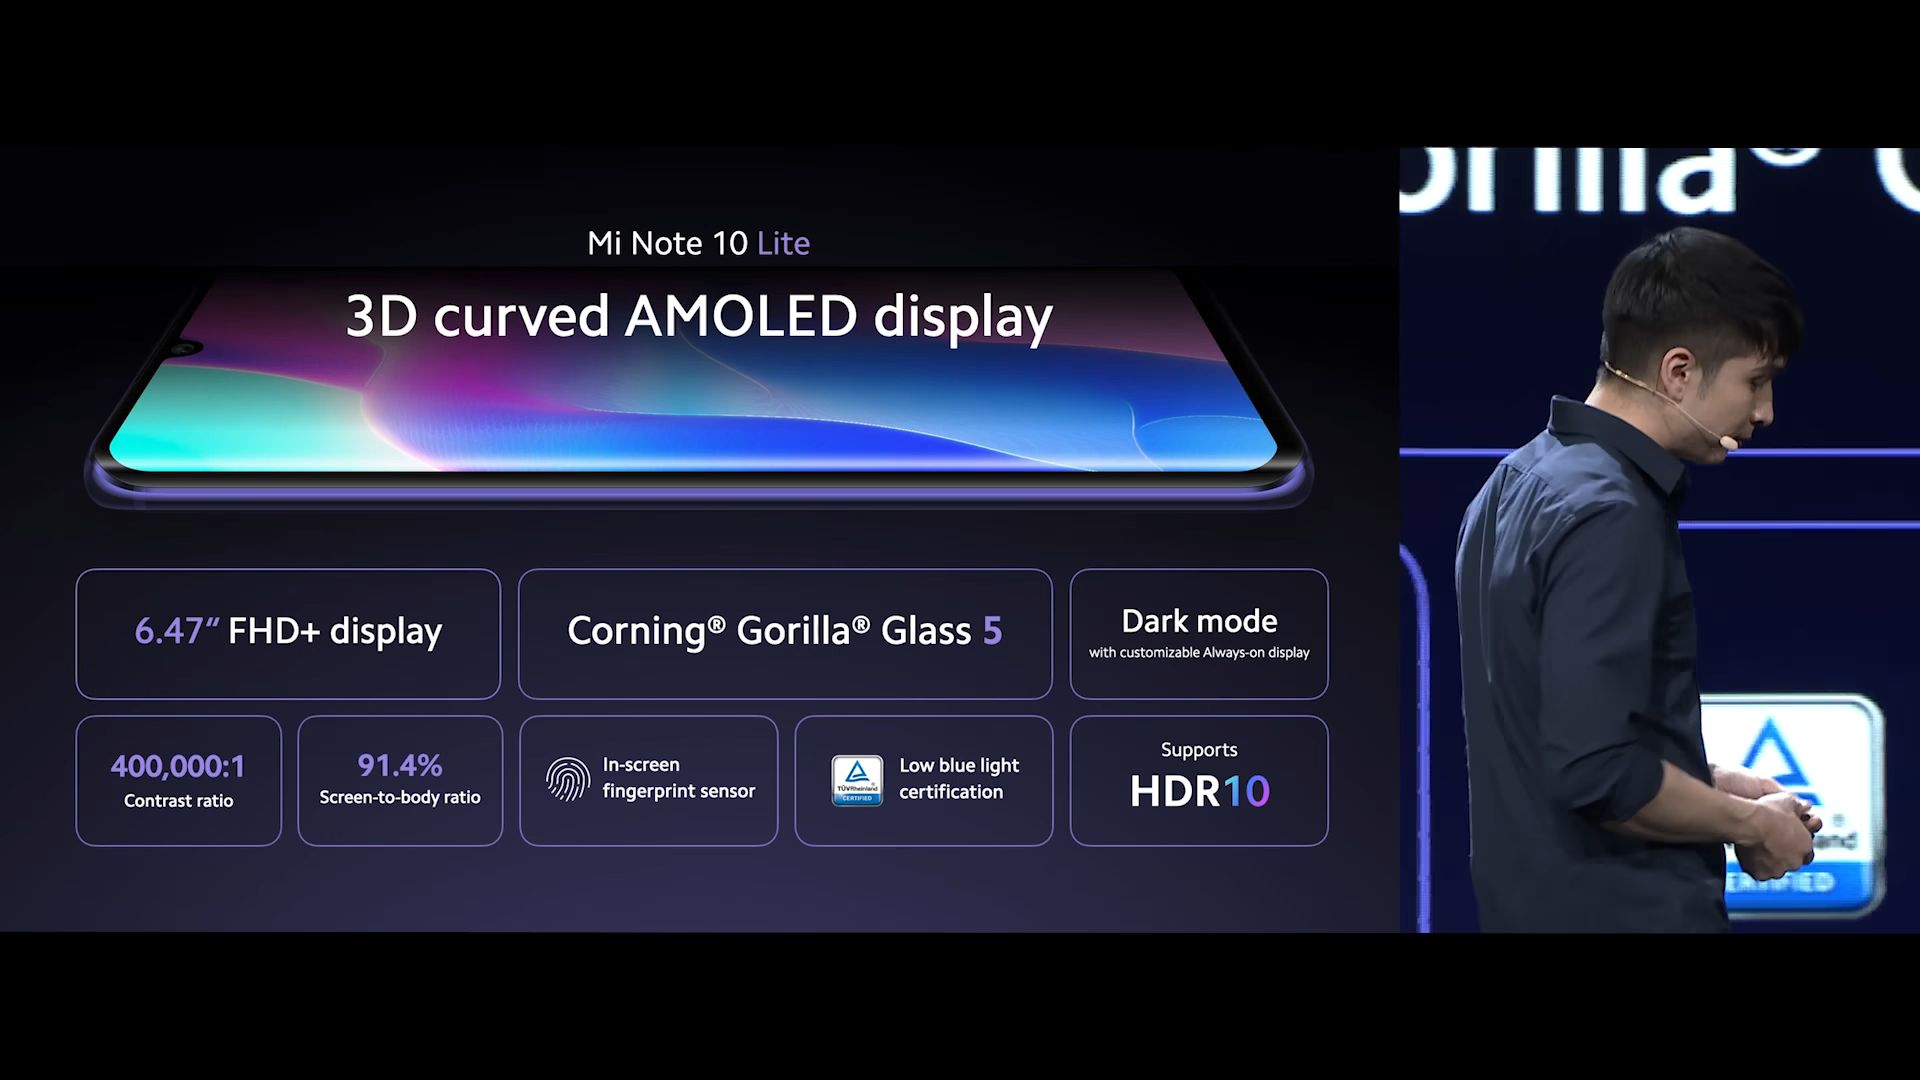 Mi Note 10 Lite
3D curved AMOLED display
6.47“ FHD+ display
Corning® Gorilla® Glass 5
Dark mode
with customizable Always-on display
400,000:1
Contrast ratio
91.4%
Screen-to-body ratio
In-screen
fingerprint sensor
TÜVRheinland®
CERTIFIED
Low blue light
certification
Supports
HDR10